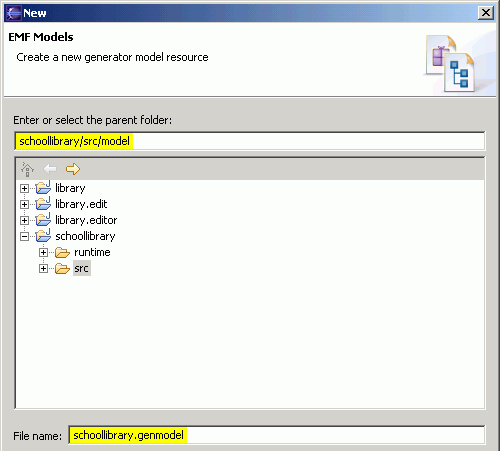 New
EMF Models
Create a new generator model resource
Enter or select the parent folder:
schoollibrary/src/model
library
library.edit
library.editor
schoollibrary
runtime
src
File name: schoollibrary.genmodel